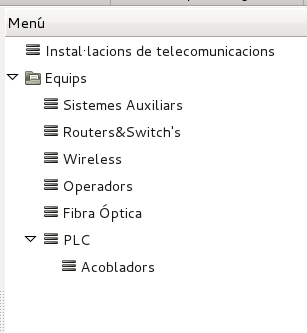 Menú
Instal·lacions de telecomunicacions
Equips
Sistemes Auxiliars
Routers&Switch's
Wireless
Operadors
Fibra Óptica
PLC
Acobladors